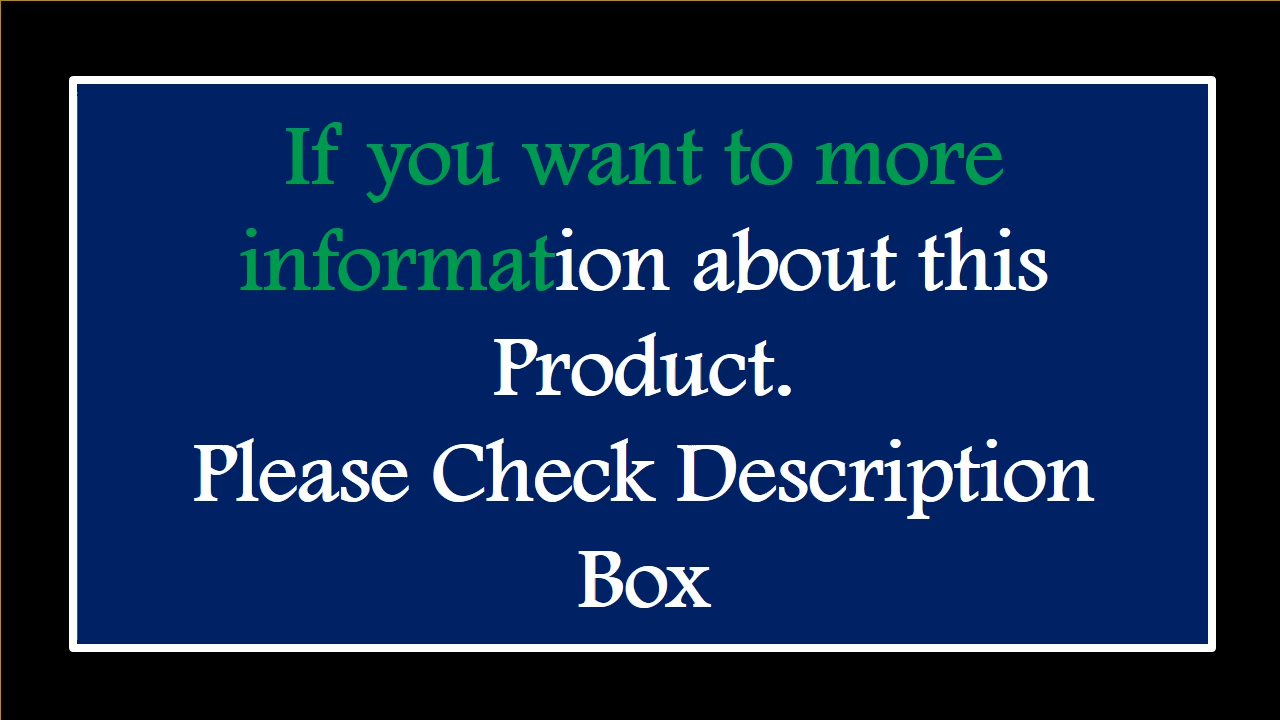 If you want to more
information about this
Product.
Please Check Description
Box